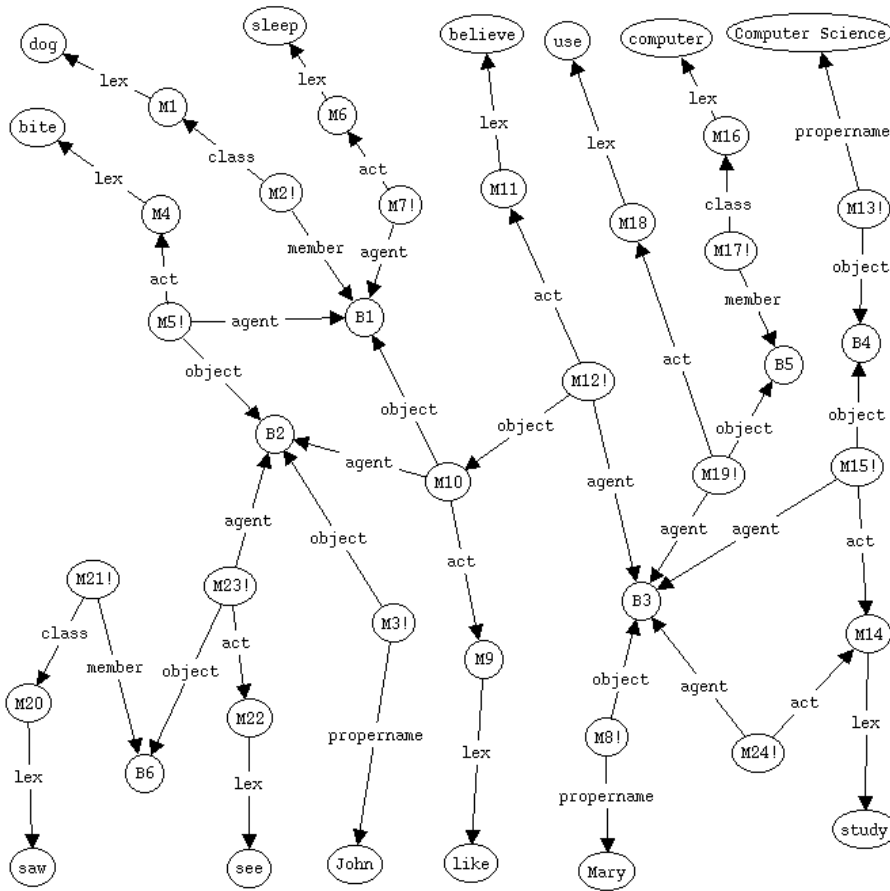 sleep
dog
believe
use
computer
Computer Science
lex
lex
M1
M6
bite
lex
propername
M16
lex
lex
class
act
M11
M2!
M7!
class
M13!
M4
lex
M18
member
agent
M17!
object
act
member
M5!
agent
B1
act
B4
object
act
B5
M12!
object
object
object
object
B2
agent
M10
agent
M19!
M15!
agent
object
agent
agent
act
M21!
M23!
act
B3
class
act
M3!
M14
member
object
M9
object
agent
M20
M22
act
lex
propername
M8!
M24!
lex
B6
lex
lex
propername
study
saw
see
John
like
Mary